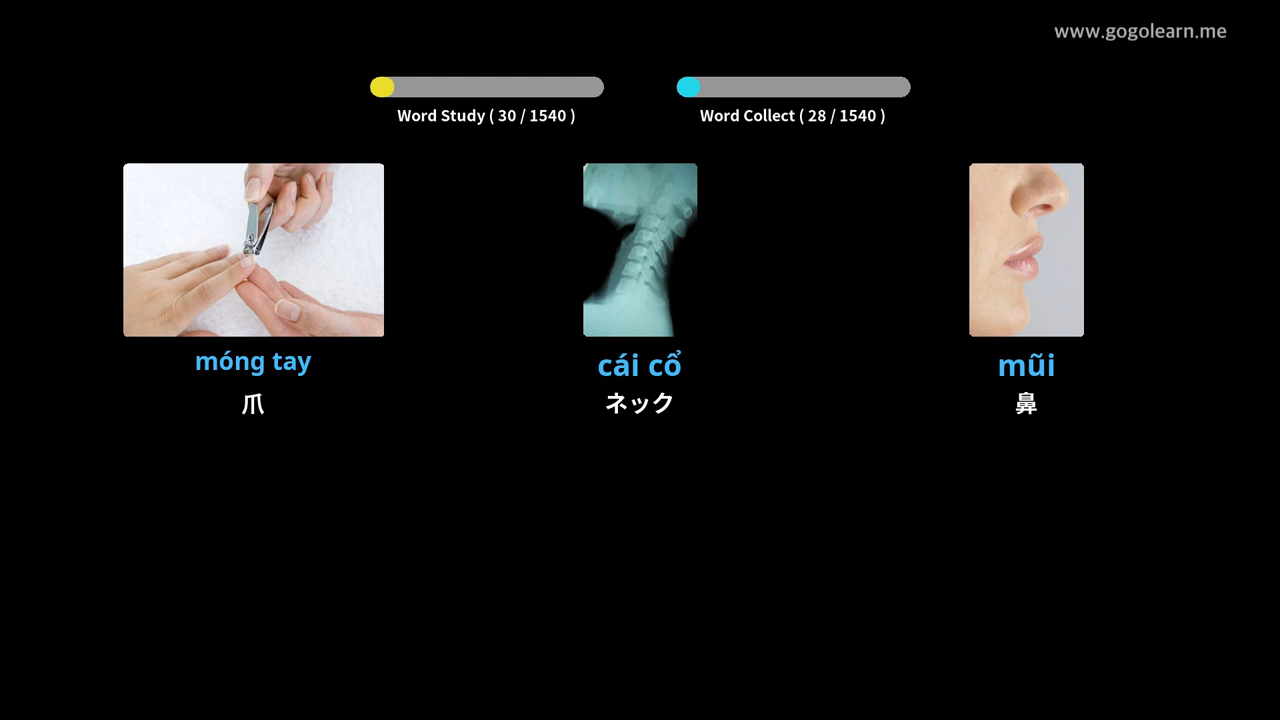 www.gogolearn.me
Word Study ( 30 / 1540 )
Word Collect ( 28 / 1540 )
móng tay
cái cổ
mũi
爪
ネック
鼻